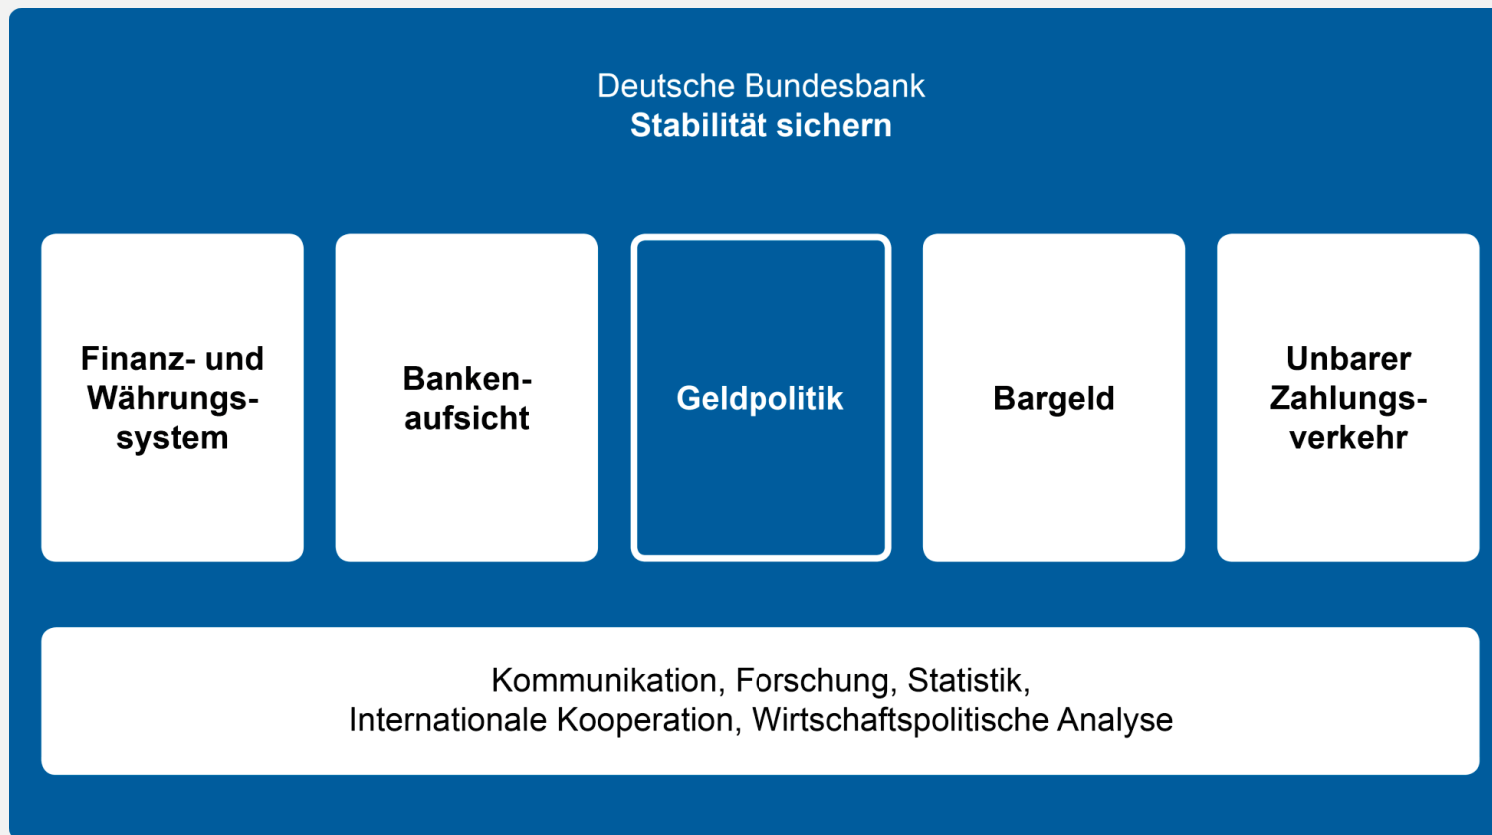 Deutsche Bundesbank
Stabilität sichern
Finanz- und
Währungs-
system
Banken-
aufsicht
Geldpolitik
Bargeld
Unbarer
Zahlungs-
verkehr
Kommunikation, Forschung, Statistik,
Internationale Kooperation, Wirtschaftspolitische Analyse